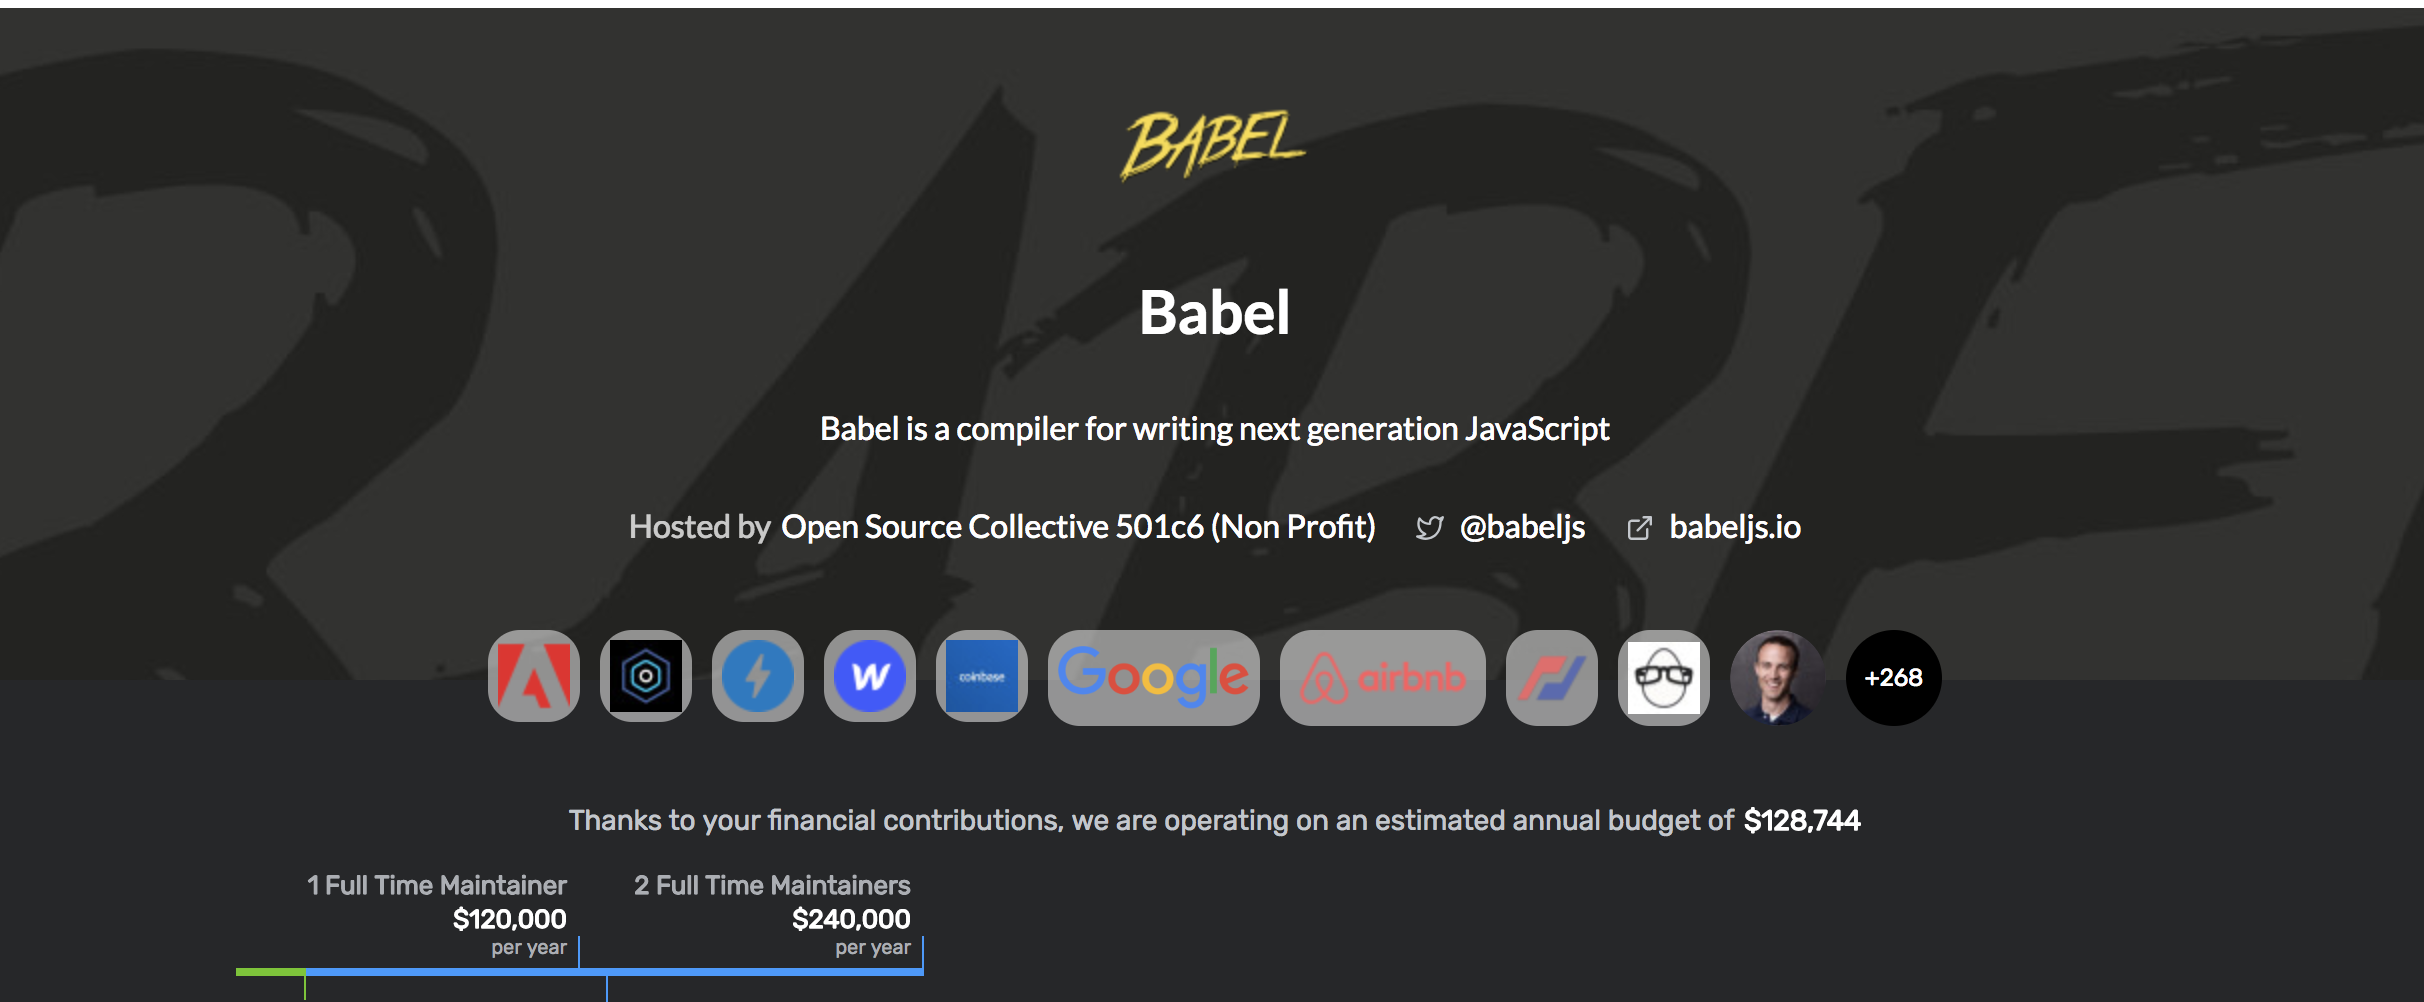 BABEL
Babel
Babel is a compiler for writing next generation JavaScript
Hosted by Open Source Collective 501c6 (Non Profit) @babeljs babeljs.io
coinbase Google airbnb +268
Thanks to your financial contributions, we are operating on an estimated annual budget of $128,744
1 Full Time Maintainer 2 Full Time Maintainers
$120,000 $240,000
per year per year